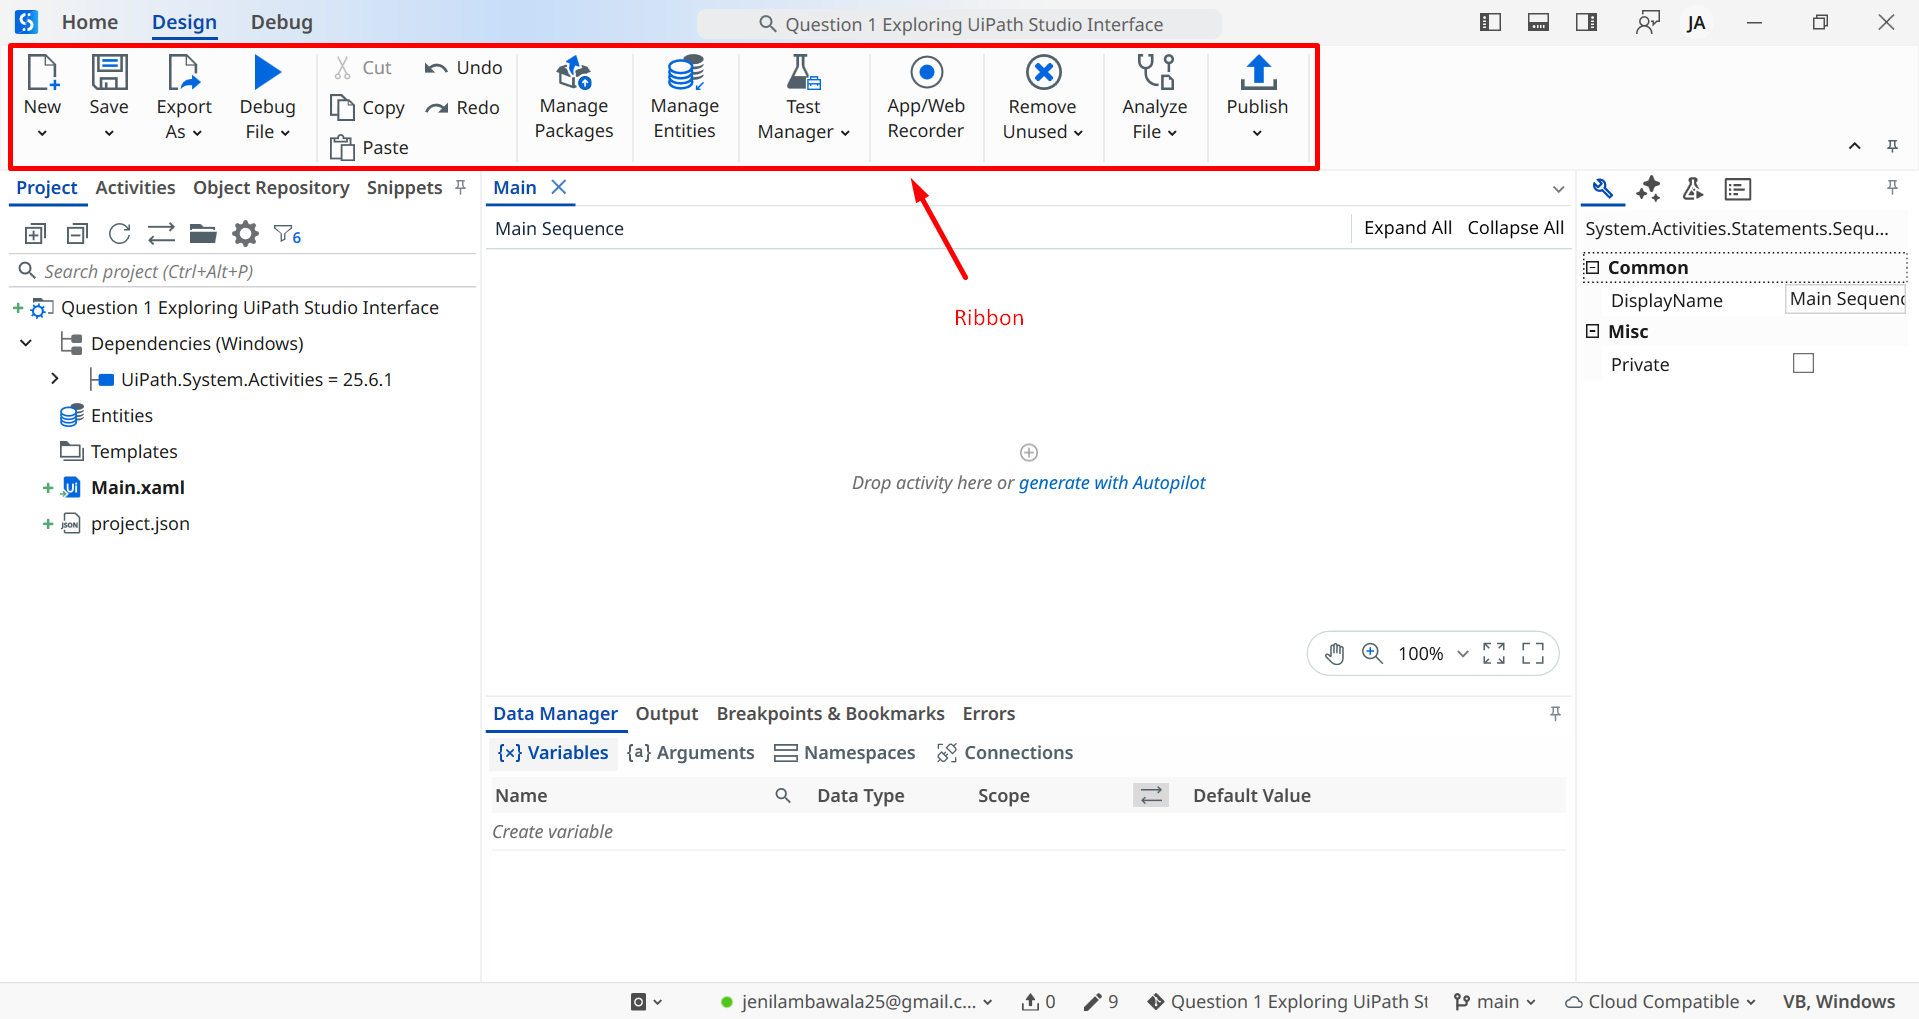 Home Design Debug
Question 1 Exploring UiPath Studio Interface
JA
New
Save
Export As
Debug File
Cut
Copy
Paste
Undo
Redo
Manage Packages
Manage Entities
Test Manager
App/Web Recorder
Remove Unused
Analyze File
Publish
Project Activities Object Repository Snippets
6
Search project (Ctrl+Alt+P)
Question 1 Exploring UiPath Studio Interface
Dependencies (Windows)
UiPath.System.Activities = 25.6.1
Entities
Templates
Ui Main.xaml
JSON project.json
Main
Main Sequence
Expand All Collapse All
Ribbon
Drop activity here or generate with Autopilot
100%
Data Manager Output Breakpoints & Bookmarks Errors
{x} Variables {a} Arguments Namespaces Connections
Name Data Type Scope Default Value
Create variable
System.Activities.Statements.Sequ...
Common
DisplayName Main Sequenc
Misc
Private
jenilambawala25@gmail.c... 0 9 Question 1 Exploring UiPath St main Cloud Compatible VB, Windows